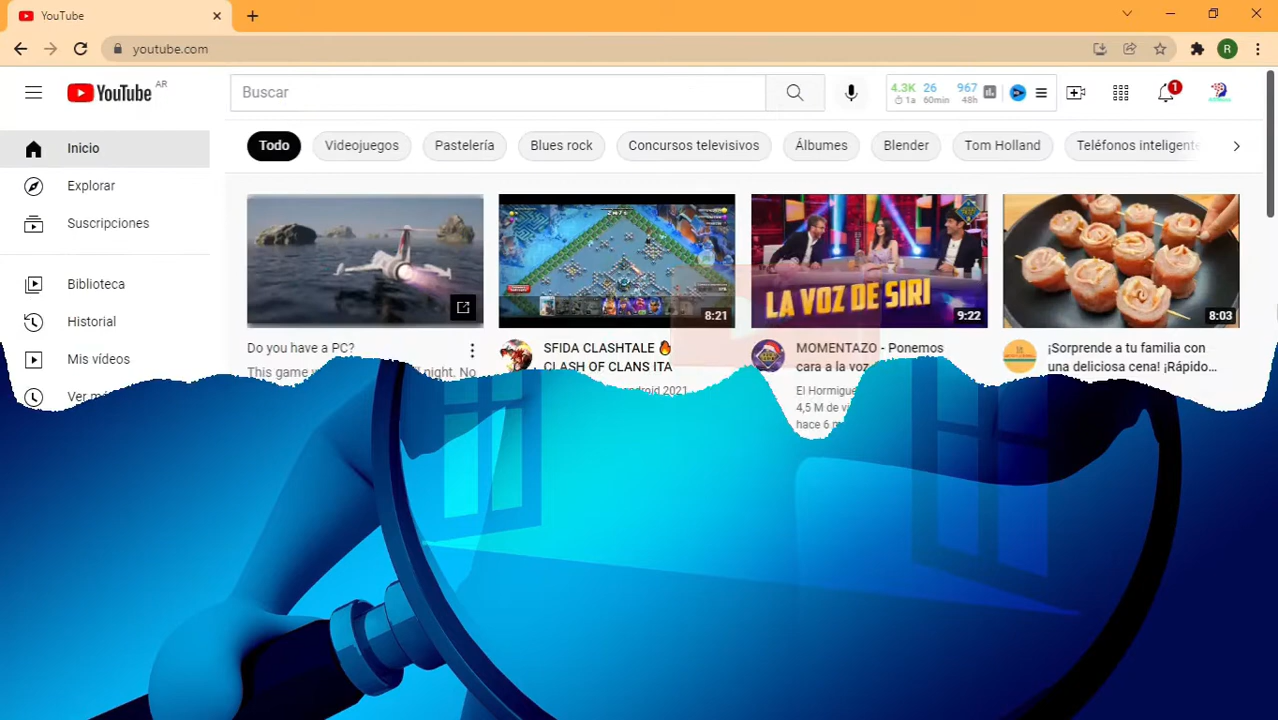 YouTube
youtube.com
R
YouTube AR
Buscar
4.3K 26 967
1a 60min 48h
1
Todo
Videojuegos
Pastelería
Blues rock
Concursos televisivos
Álbumes
Blender
Tom Holland
Teléfonos inteligente
Inicio
Explorar
Suscripciones
Biblioteca
Historial
Mis vídeos
8:21
LA VOZ DE SIRI
9:22
8:03
Do you have a PC?
This game
night. No
SFIDA CLASHTALE
CLASH OF CLANS ITA
android 2021
MOMENTAZO - Ponemos
cara a la voz
El Hormigue
4,5 M de
hace 6 m
¡Sorprende a tu familia con
una deliciosa cena! ¡Rápido...